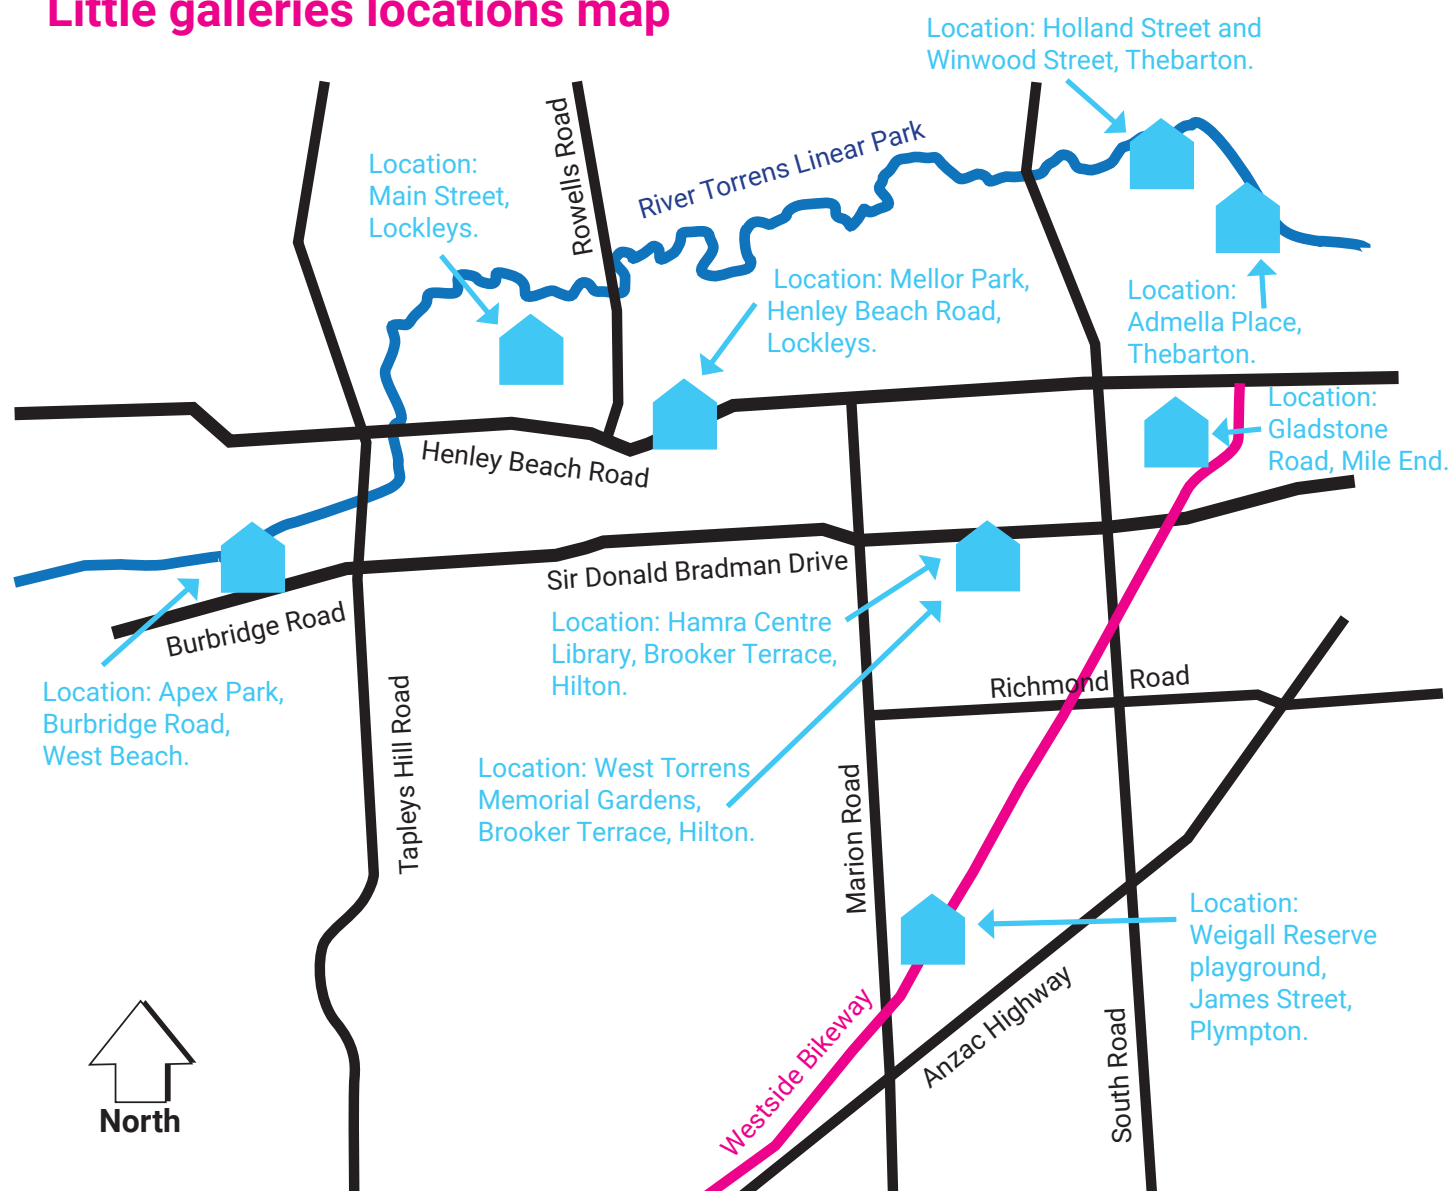 Little galleries locations map
Location: Holland Street and
Winwood Street, Thebarton.
Rowells Road
River Torrens Linear Park
Location:
Main Street,
Lockleys.
Location: Mellor Park,
Henley Beach Road,
Lockleys.
Location:
Admella Place,
Thebarton.
Location:
Gladstone
Road, Mile End.
Henley Beach Road
Sir Donald Bradman Drive
Burbridge Road
Location: Hamra Centre
Library, Brooker Terrace,
Hilton.
Location: Apex Park,
Burbridge Road,
West Beach.
Richmond Road
Tapleys Hill Road
Location: West Torrens
Memorial Gardens,
Brooker Terrace, Hilton.
Marion Road
Location:
Weigall Reserve
playground,
James Street,
Plympton.
Westside Bikeway
Anzac Highway
South Road
North